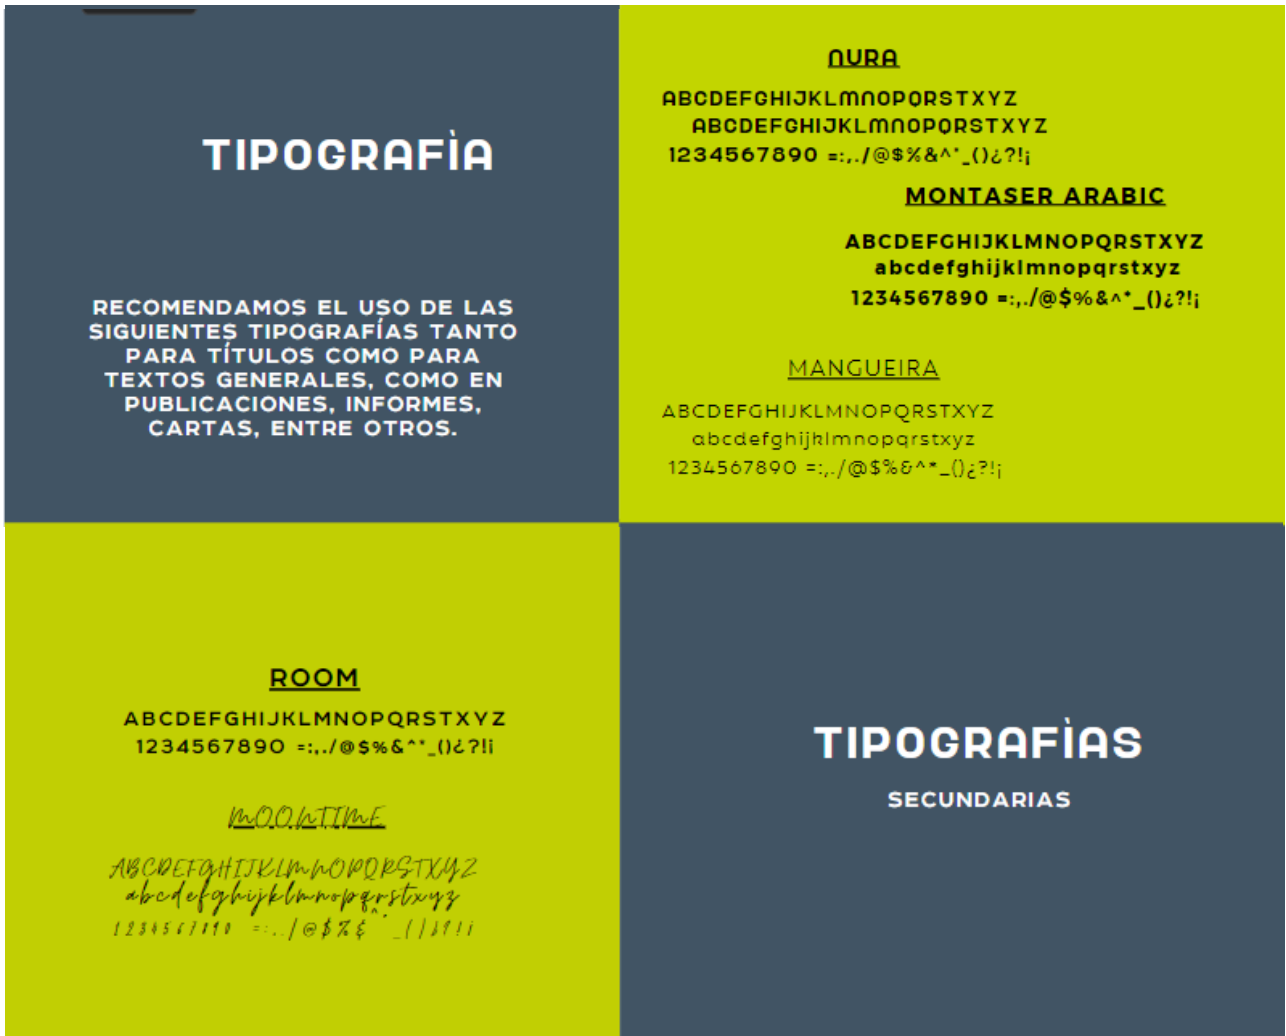 TIPOGRAFÌA
RECOMENDAMOS EL USO DE LAS
SIGUIENTES TIPOGRAFÍAS TANTO
PARA TÍTULOS COMO PARA
TEXTOS GENERALES, COMO EN
PUBLICACIONES, INFORMES,
CARTAS, ENTRE OTROS.
NURA
ABCDEFGHIJKLMNOPQRSTXYZ
ABCDEFGHIJKLMNOPQRSTXYZ
1234567890 =:,./@$%&^*_()¿?!¡
MONTASER ARABIC
ABCDEFGHIJKLMNOPQRSTXYZ
abcdefghijklmnopqrstxyz
1234567890 =:,./@$%&^*_()¿?!¡
MANGUEIRA
ABCDEFGHIJKLMNOPQRSTXYZ
abcdefghijklmnopqrstxyz
1234567890 =:,./@$%&^*_()¿?!¡
ROOM
ABCDEFGHIJKLMNOPQRSTXYZ
1234567890 =:,./@$%&^*_()¿?!¡
MOONTIME
ABCDEFGHIJKLMNOPQRSTXYZ
abcdefghijklmnopqrstxyz
1234567890 =:,./@$%&^*_()¿?!¡
TIPOGRAFÌAS
SECUNDARIAS